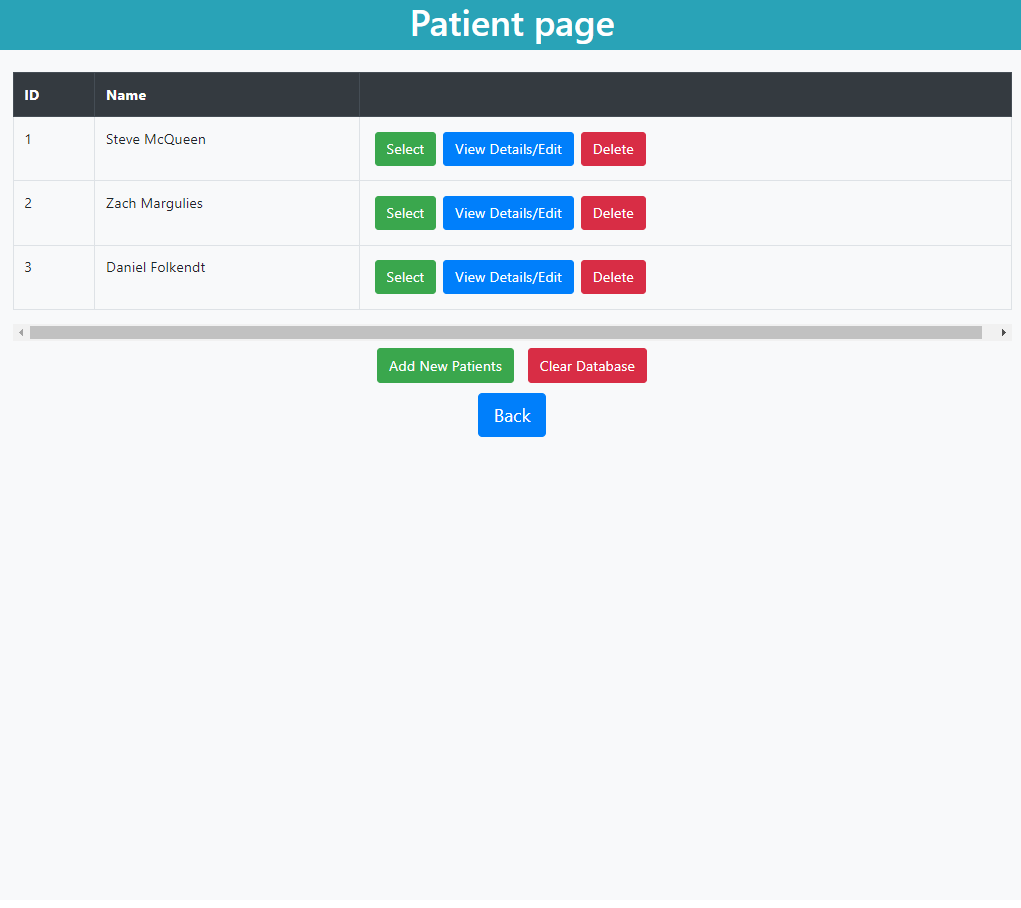 Patient page
ID Name
1 Steve McQueen Select View Details/Edit Delete
2 Zach Margulies Select View Details/Edit Delete
3 Daniel Folkendt Select View Details/Edit Delete
Add New Patients Clear Database
Back